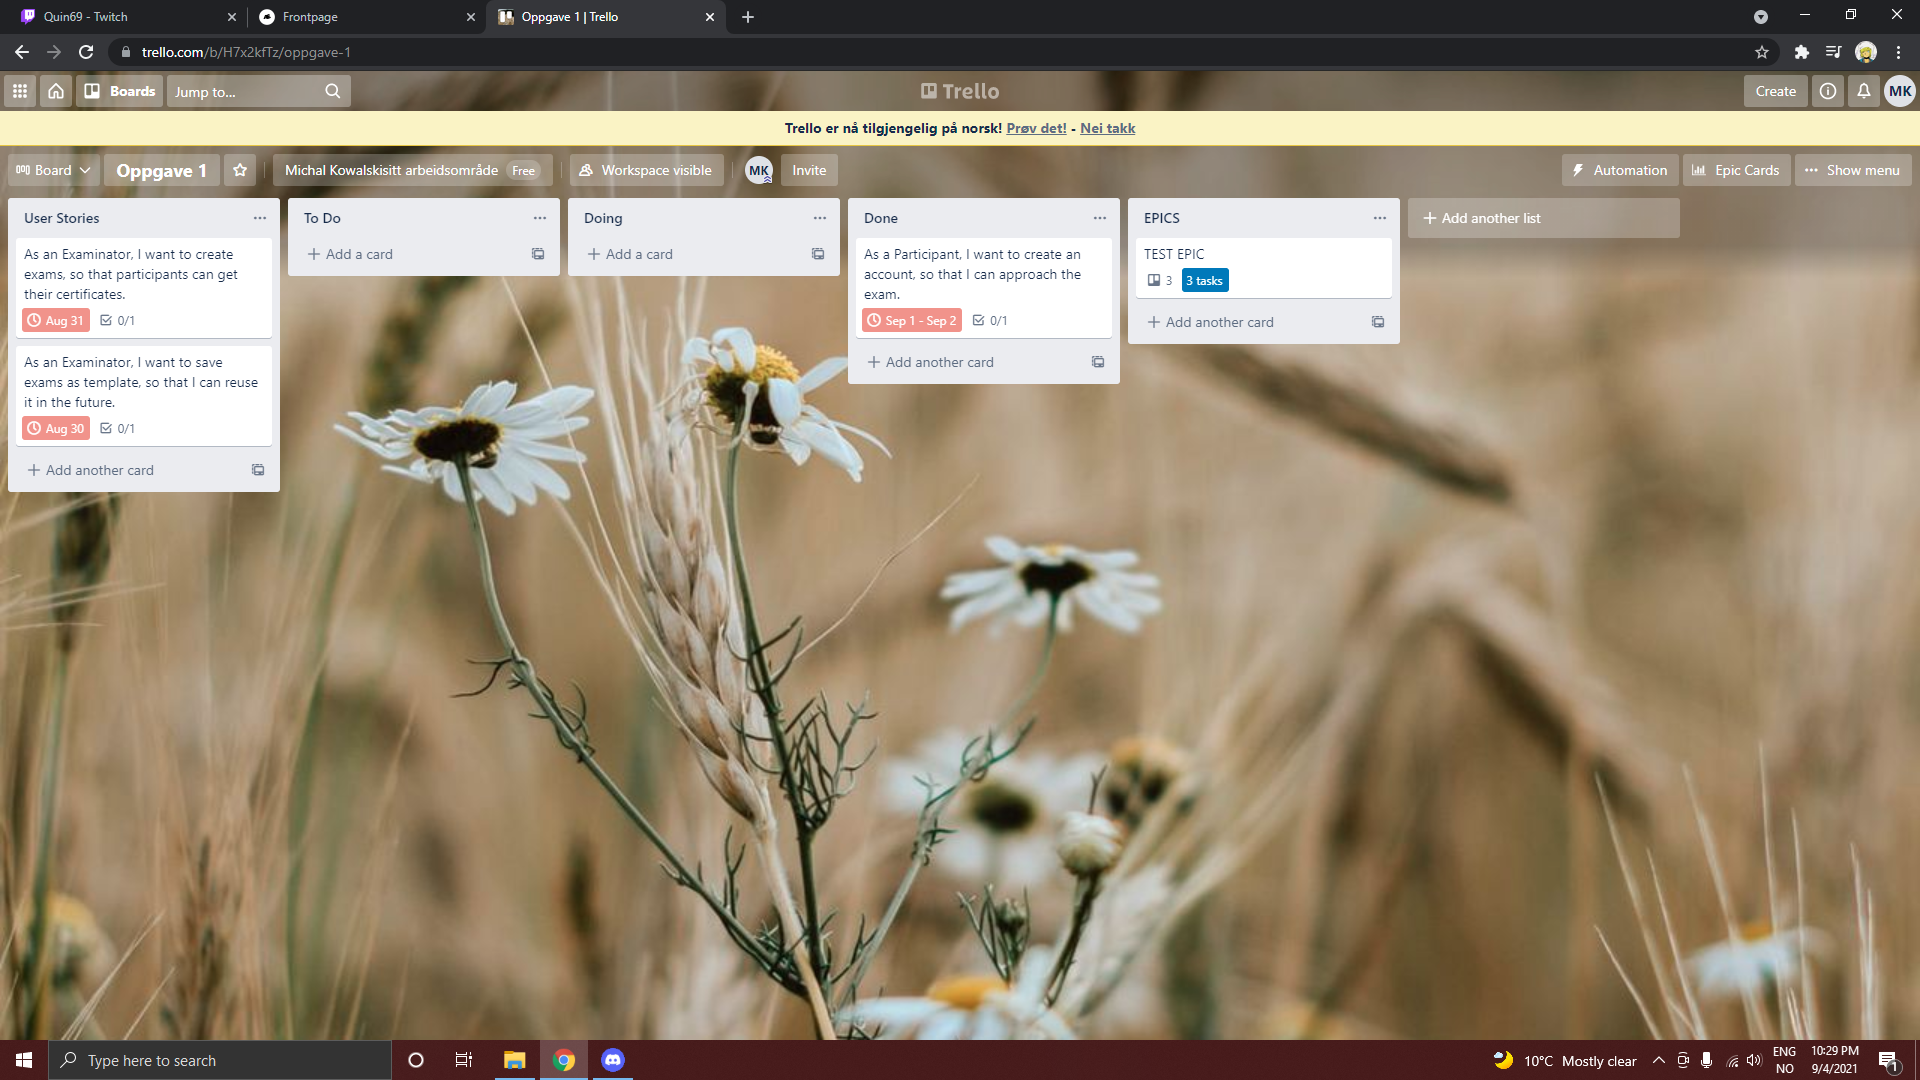 Quin69 - Twitch
Frontpage
Oppgave 1 | Trello
trello.com/b/H7x2kfTz/oppgave-1
Boards
Jump to...
Trello
Create
MK
Trello er nå tilgjengelig på norsk! Prøv det! - Nei takk
Board
Oppgave 1
Michal Kowalskisitt arbeidsområde Free
Workspace visible
MK
Invite
Automation
Epic Cards
Show menu
User Stories
As an Examinator, I want to create
exams, so that participants can get
their certificates.
Aug 31 0/1
As an Examinator, I want to save
exams as template, so that I can reuse
it in the future.
Aug 30 0/1
+ Add another card
To Do
+ Add a card
Doing
+ Add a card
Done
As a Participant, I want to create an
account, so that I can approach the
exam.
Sep 1 - Sep 2 0/1
+ Add another card
EPICS
TEST EPIC
3 3 tasks
+ Add another card
+ Add another list
Type here to search
10°C Mostly clear
ENG
NO
10:29 PM
9/4/2021
1